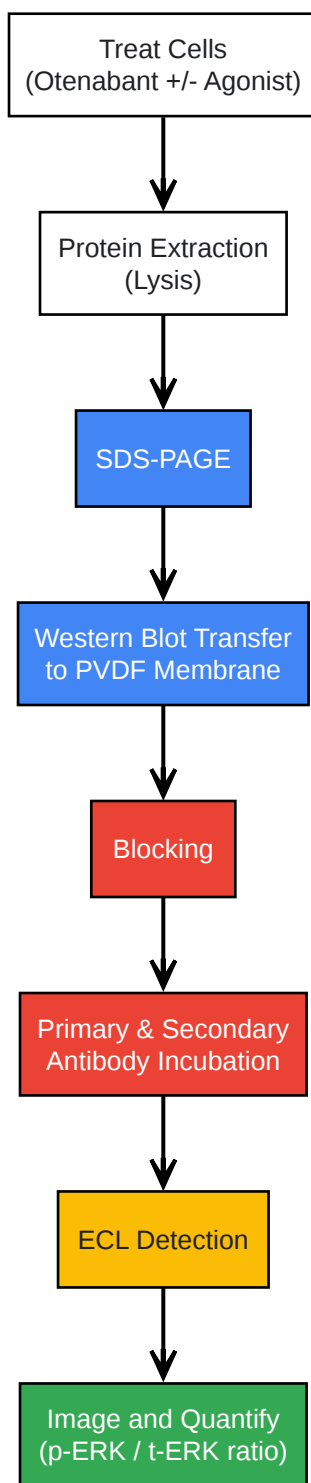 Treat Cells
(Otenabant +/- Agonist)
Protein Extraction
(Lysis)
SDS-PAGE
Western Blot Transfer
to PVDF Membrane
Blocking
Primary & Secondary
Antibody Incubation
ECL Detection
Image and Quantify
(p-ERK / t-ERK ratio)